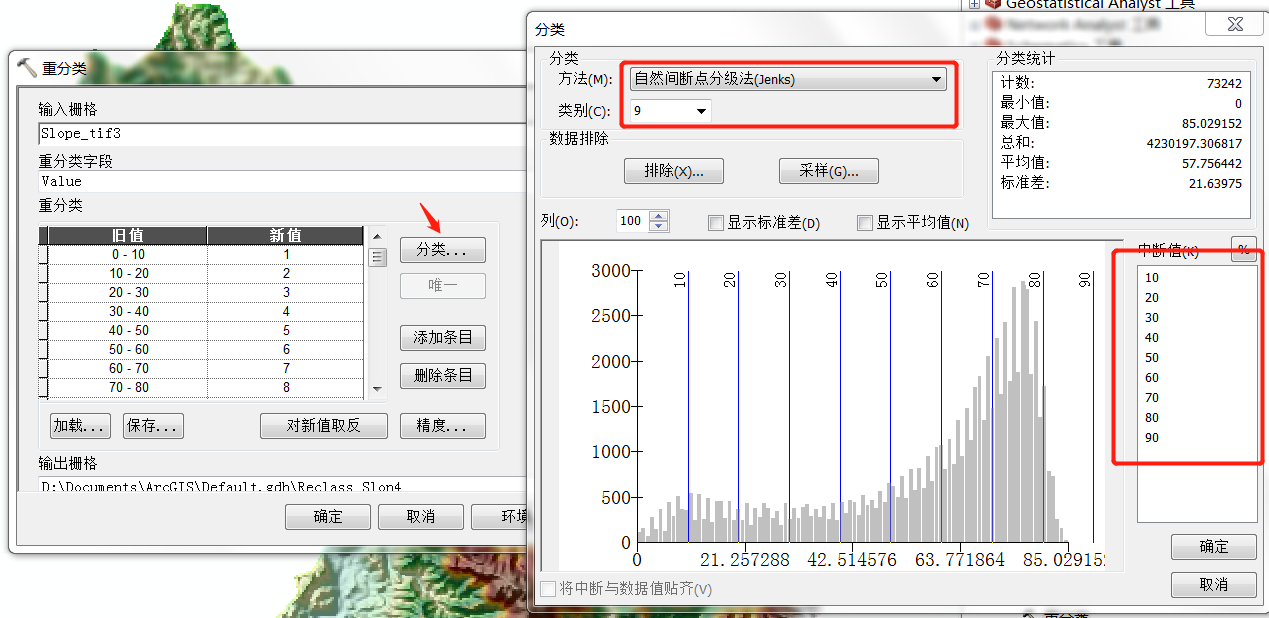 Geostatistical Analyst 工具
Network Analyst 工具
重分类
输入栅格
Slope_tif3
重分类字段
Value
重分类
旧值 新值
0 - 10 1
10 - 20 2
20 - 30 3
30 - 40 4
40 - 50 5
50 - 60 6
60 - 70 7
70 - 80 8
分类...
唯一
添加条目
删除条目
加载... 保存... 对新值取反 精度...
输出栅格
D:\Documents\ArcGIS\Default.gdb\Reclass_Slop4
确定 取消 环境
分类
分类
方法(M): 自然间断点分级法(Jenks)
类别(C): 9
数据排除
排除(X)... 采样(G)...
分类统计
计数: 73242
最小值: 0
最大值: 85.029152
总和: 4230197.306817
平均值: 57.756442
标准差: 21.63975
列(O): 100 显示标准差(D) 显示平均值(N)
中断值(K) %
10
20
30
40
50
60
70
80
90
10 20 30 40 50 60 70 80 90
3000
2500
2000
1500
1000
500
0
0 21.257288 42.514576 63.771864 85.02915
将中断与数据值贴齐(V)
确定
取消
重分类